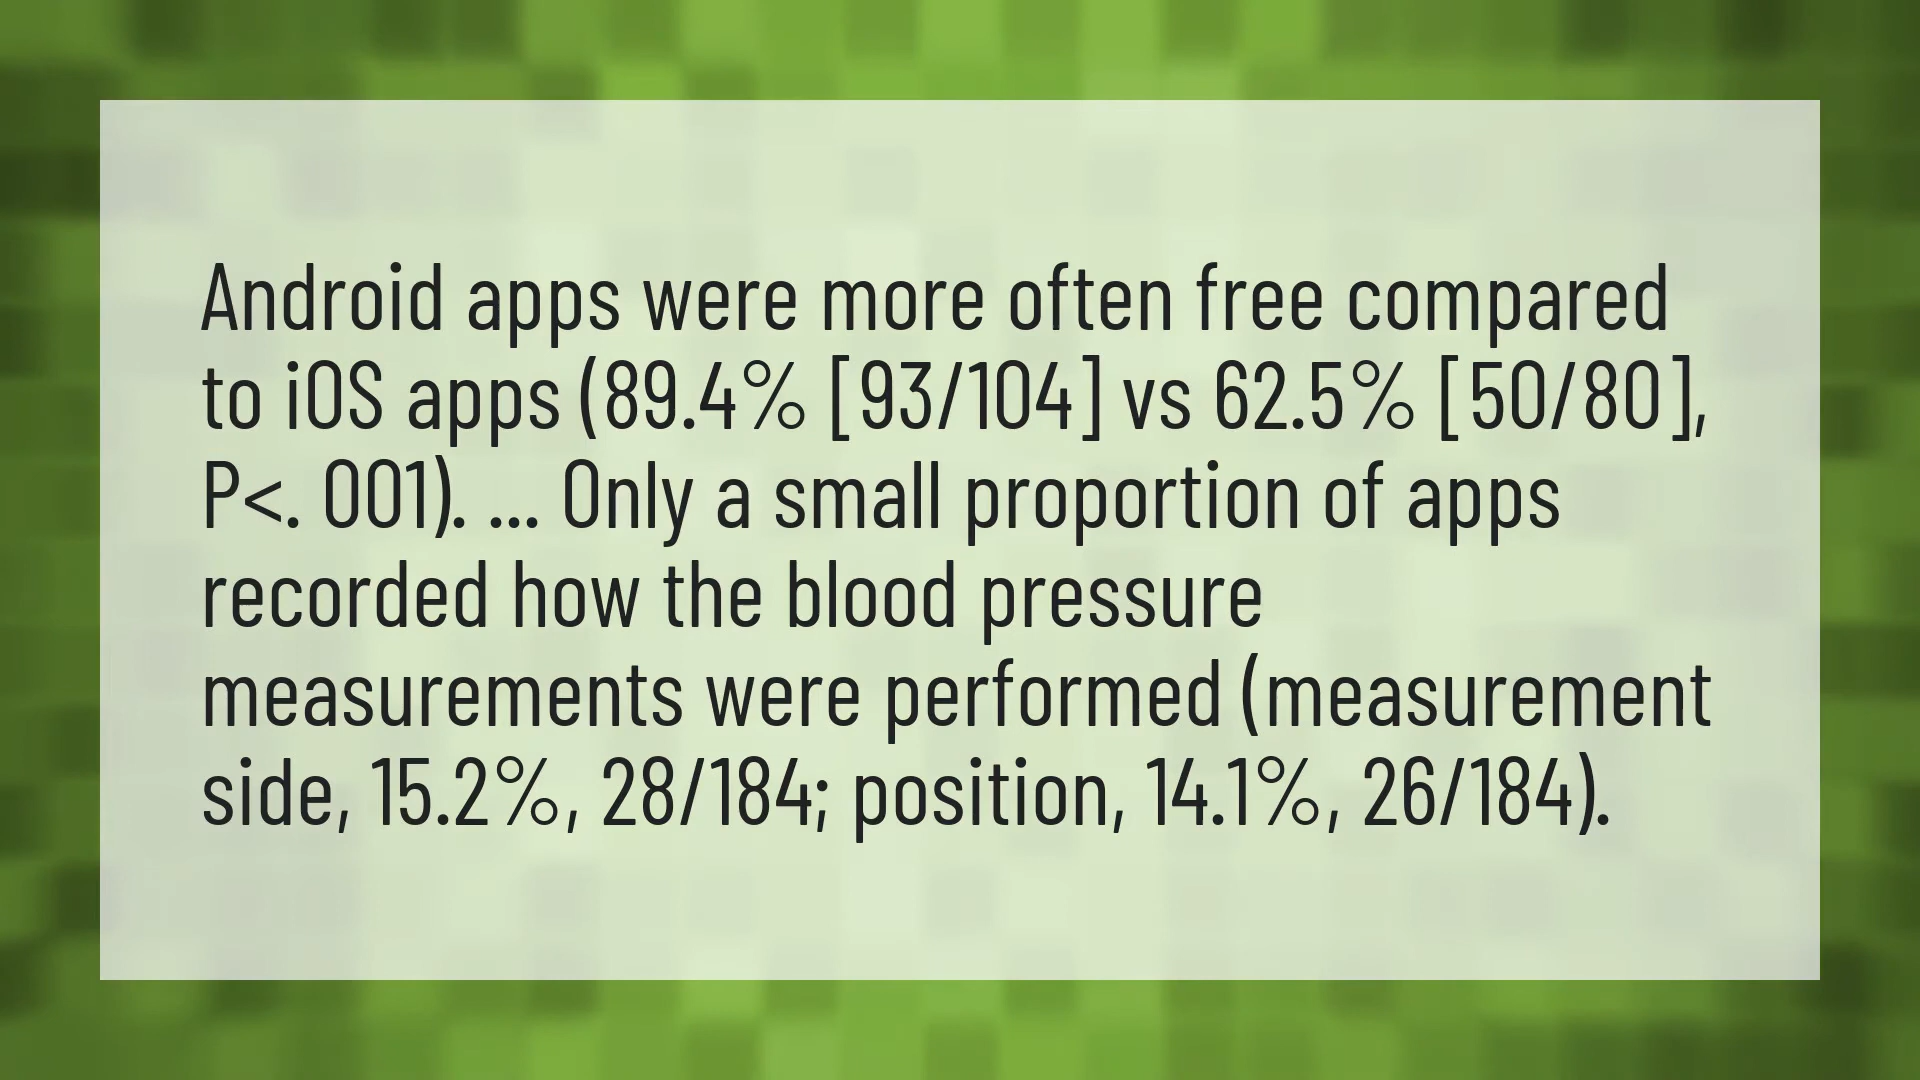 Android apps were more often free compared
to iOS apps (89.4% [93/104] vs 62.5% [50/80],
P<. 001). ... Only a small proportion of apps
recorded how the blood pressure
measurements were performed (measurement
side, 15.2%, 28/184; position, 14.1%, 26/184).